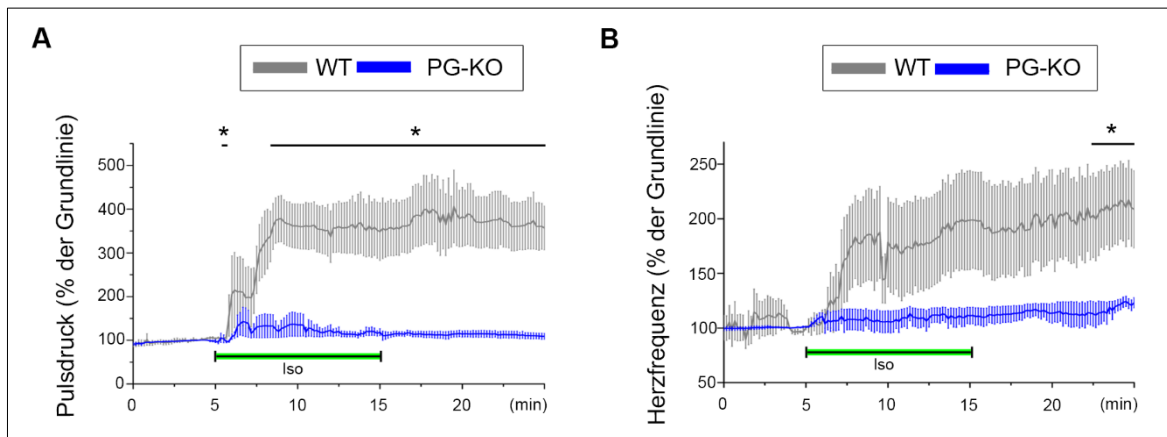 A
WT PG-KO
Pulsdruck (% der Grundlinie)
* *
500
400
300
200
100
0
Iso
0 5 10 15 20 (min)
B
WT PG-KO
Herzfrequenz (% der Grundlinie)
*
250
200
150
100
50
Iso
0 5 10 15 20 (min)